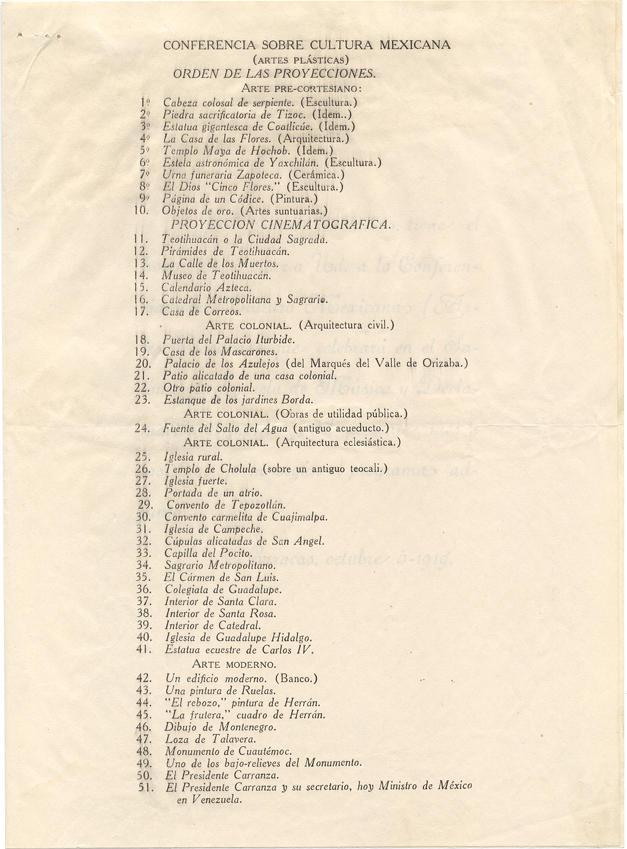 CONFERENCIA SOBRE CULTURA MEXICANA
(ARTES PLÁSTICAS)
ORDEN DE LAS PROYECCIONES.
ARTE PRE-CORTESIANO:
1º Cabeza colosal de serpiente. (Escultura.)
2º Piedra sacrificatoria de Tizoc. (Idem..)
3º Estatua gigantesca de Coatlicúe. (Idem.)
4º La Casa de las Flores. (Arquitectura.)
5º Templo Maya de Hochob. (Idem.)
6º Estela astronómica de Yaxchilán. (Escultura.)
7º Urna funeraria Zapoteca. (Cerámica.)
8º El Dios "Cinco Flores." (Escultura.)
9º Página de un Códice. (Pintura.)
10. Objetos de oro. (Artes suntuarias.)
PROYECCION CINEMATOGRAFICA.
11. Teotihuacán o la Ciudad Sagrada.
12. Pirámides de Teotihuacán.
13. La Calle de los Muertos.
14. Museo de Teotihuacán.
15. Calendario Azteca.
16. Catedral Metropolitana y Sagrario.
17. Casa de Correos.
ARTE COLONIAL. (Arquitectura civil.)
18. Puerta del Palacio Iturbide.
19. Casa de los Mascarones.
20. Palacio de los Azulejos (del Marqués del Valle de Orizaba.)
21. Patio alicatado de una casa colonial.
22. Otro patio colonial.
23. Estanque de los jardines Borda.
ARTE COLONIAL. (Obras de utilidad pública.)
24. Fuente del Salto del Agua (antiguo acueducto.)
ARTE COLONIAL. (Arquitectura eclesiástica.)
25. Iglesia rural.
26. Templo de Cholula (sobre un antiguo teocali.)
27. Iglesia fuerte.
28. Portada de un atrio.
29. Convento de Tepozotlán.
30. Convento carmelita de Cuajimalpa.
31. Iglesia de Campeche.
32. Cúpulas alicatadas de San Angel.
33. Capilla del Pocito.
34. Sagrario Metropolitano.
35. El Cármen de San Luis.
36. Colegiata de Guadalupe.
37. Interior de Santa Clara.
38. Interior de Santa Rosa.
39. Interior de Catedral.
40. Iglesia de Guadalupe Hidalgo.
41. Estatua ecuestre de Carlos IV.
ARTE MODERNO.
42. Un edificio moderno. (Banco.)
43. Una pintura de Ruelas.
44. "El rebozo," pintura de Herrán.
45. "La frutera," cuadro de Herrán.
46. Dibujo de Montenegro.
47. Loza de Talavera.
48. Monumento de Cuautémoc.
49. Uno de los bajo-relieves del Monumento.
50. El Presidente Carranza.
51. El Presidente Carranza y su secretario, hoy Ministro de México
en Venezuela.